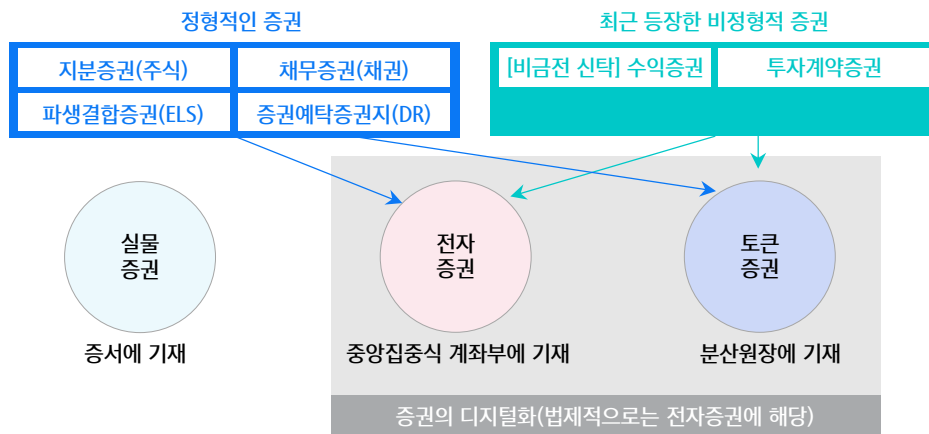 정형적인 증권
최근 등장한 비정형적 증권
지분증권(주식)
채무증권(채권)
[비금전 신탁] 수익증권
투자계약증권
파생결합증권(ELS)
증권예탁증권지(DR)
실물
증권
전자
증권
토큰
증권
증서에 기재
중앙집중식 계좌부에 기재
분산원장에 기재
증권의 디지털화(법제적으로는 전자증권에 해당)